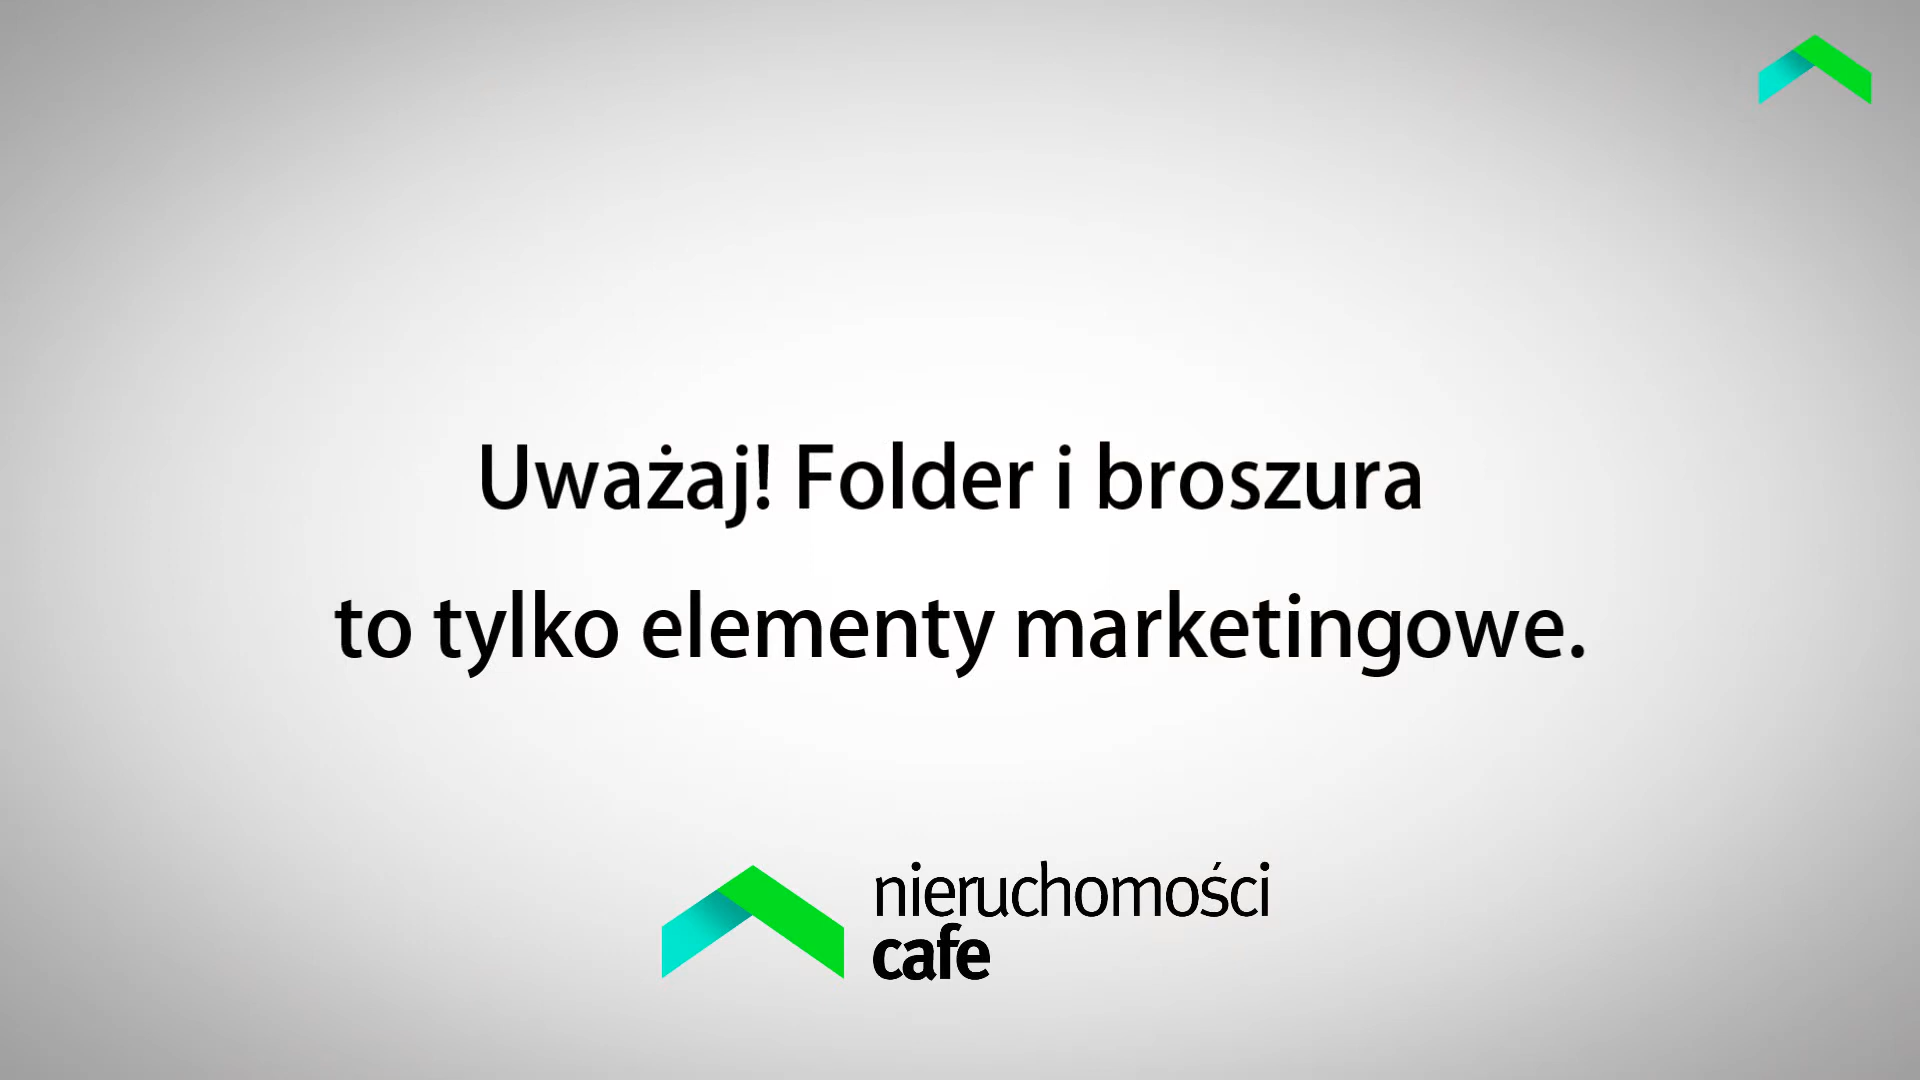 Uważaj! Folder i broszura
to tylko elementy marketingowe.
nieruchomości
cafe